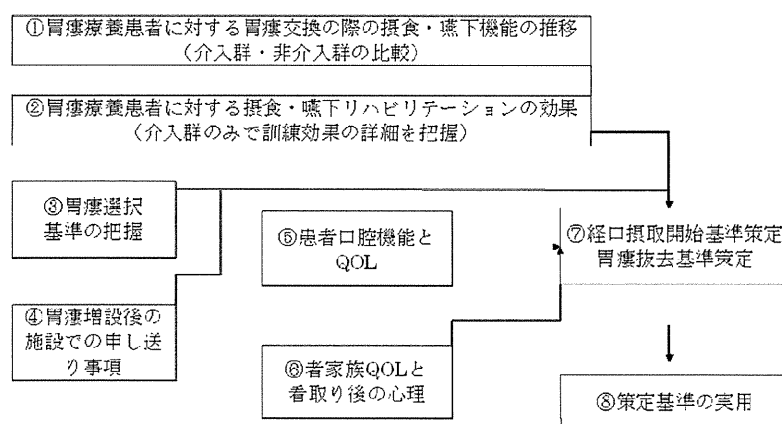 ①胃瘻療養患者に対する胃瘻交換の際の摂食・嚥下機能の推移
（介入群・非介入群の比較）
②胃瘻療養患者に対する摂食・嚥下リハビリテーションの効果
（介入群のみで訓練効果の詳細を把握）
③胃瘻選択
基準の把握
④胃瘻増設後の
施設での申し送
り事項
⑤患者口腔機能と
QOL
⑥者家族QOLと
看取り後の心理
⑦経口摂取開始基準策定
胃瘻抜去基準策定
⑧策定基準の実用